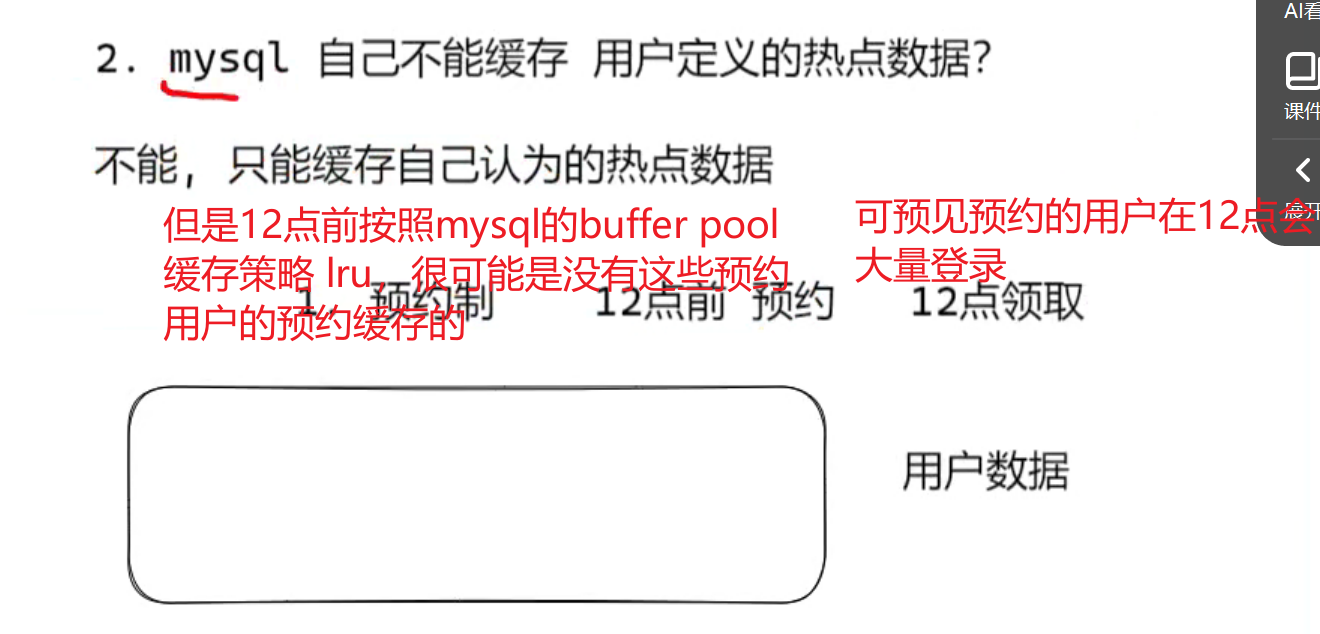 2. mysql 自己不能缓存 用户定义的热点数据?
不能，只能缓存自己认为的热点数据
但是12点前按照mysql的buffer pool
缓存策略 lru，很可能是没有这些预约
用户的预约缓存的
可预见预约的用户在12点会
大量登录
1. 预约制 12点前 预约 12点领取
用户数据
AI看
课件
展开